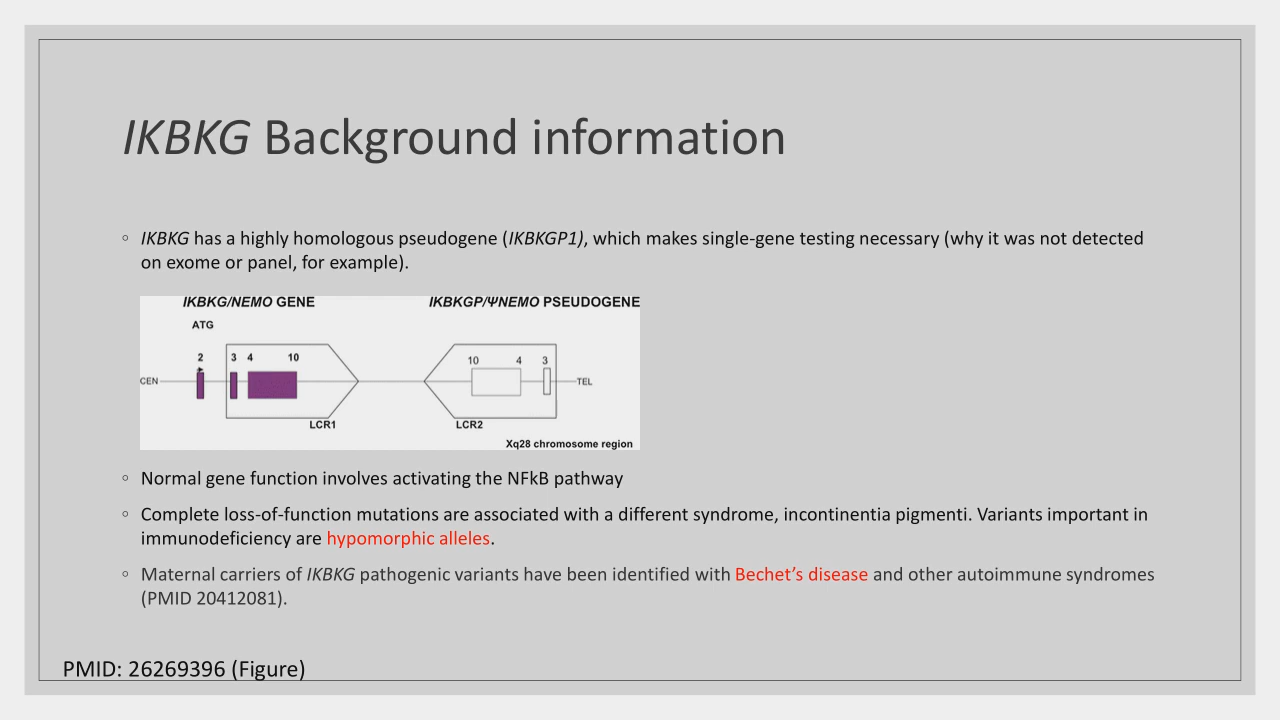 IKBKG Background information
◦ IKBKG has a highly homologous pseudogene (IKBKGP1), which makes single-gene testing necessary (why it was not detected
on exome or panel, for example).
IKBKG/NEMO GENE IKBKGP/ΨNEMO PSEUDOGENE
ATG
2 3 4 10 10 4 3
CEN TEL
LCR1 LCR2
Xq28 chromosome region
◦ Normal gene function involves activating the NFkB pathway
◦ Complete loss-of-function mutations are associated with a different syndrome, incontinentia pigmenti. Variants important in
immunodeficiency are hypomorphic alleles.
◦ Maternal carriers of IKBKG pathogenic variants have been identified with Bechet’s disease and other autoimmune syndromes
(PMID 20412081).
PMID: 26269396 (Figure)